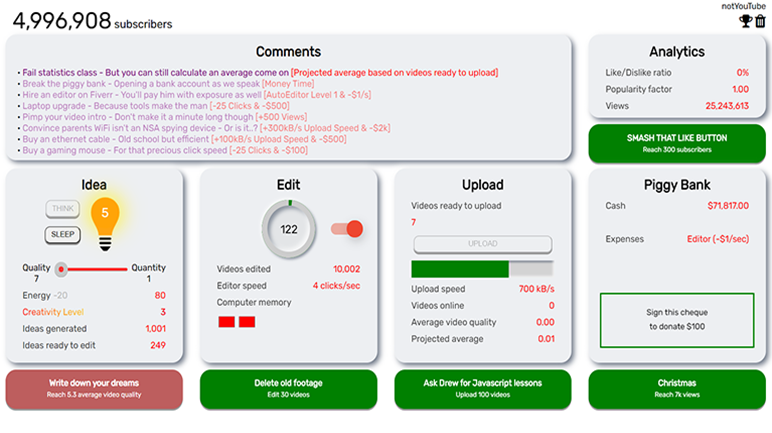 notYouTube
4,996,908 subscribers
Comments
• Fail statistics class - But you can still calculate an average come on [Projected average based on videos ready to upload]
• Break the piggy bank - Opening a bank account as we speak [Money Time]
• Hire an editor on Fiverr - You'll pay him with exposure as well [AutoEditor Level 1 & -$1/s]
• Laptop upgrade - Because tools make the man [-25 Clicks & -$500]
• Pimp your video intro - Don't make it a minute long though [+500 Views]
• Convince parents WiFi isn't an NSA spying device - Or is it..? [+300kB/s Upload Speed & -$2k]
• Buy an ethernet cable - Old school but efficient [+100kB/s Upload Speed & -$500]
• Buy a gaming mouse - For that precious click speed [-25 Clicks & -$100]
Analytics
Like/Dislike ratio 0%
Popularity factor 1.00
Views 25,243,613
SMASH THAT LIKE BUTTON
Reach 300 subscribers
Idea
THINK
5
SLEEP
Quality Quantity
7 1
Energy -20 80
Creativity Level 3
Ideas generated 1,001
Ideas ready to edit 249
Edit
122
Videos edited 10,002
Editor speed 4 clicks/sec
Computer memory
Upload
Videos ready to upload
7
UPLOAD
Upload speed 700 kB/s
Videos online 0
Average video quality 0.00
Projected average 0.01
Piggy Bank
Cash $71,817.00
Expenses Editor (-$1/sec)
Sign this cheque
to donate $100
Write down your dreams
Reach 5.3 average video quality
Delete old footage
Edit 30 videos
Ask Drew for Javascript lessons
Upload 100 videos
Christmas
Reach 7k views